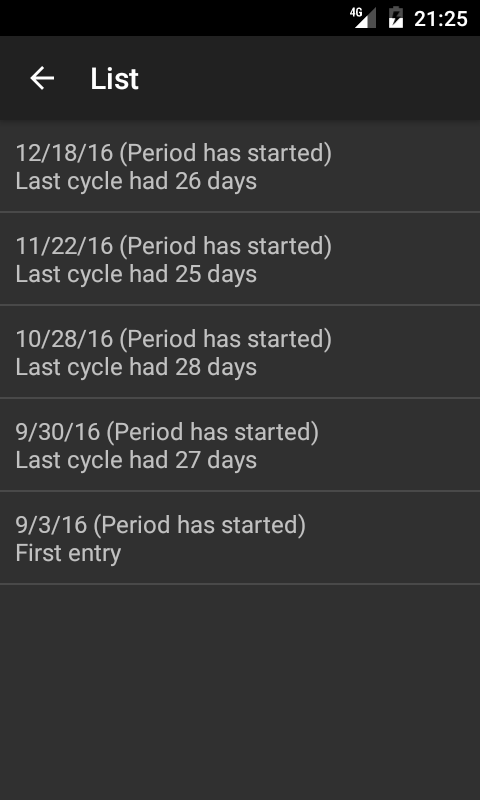 4G 21:25
List
12/18/16 (Period has started)
Last cycle had 26 days
11/22/16 (Period has started)
Last cycle had 25 days
10/28/16 (Period has started)
Last cycle had 28 days
9/30/16 (Period has started)
Last cycle had 27 days
9/3/16 (Period has started)
First entry